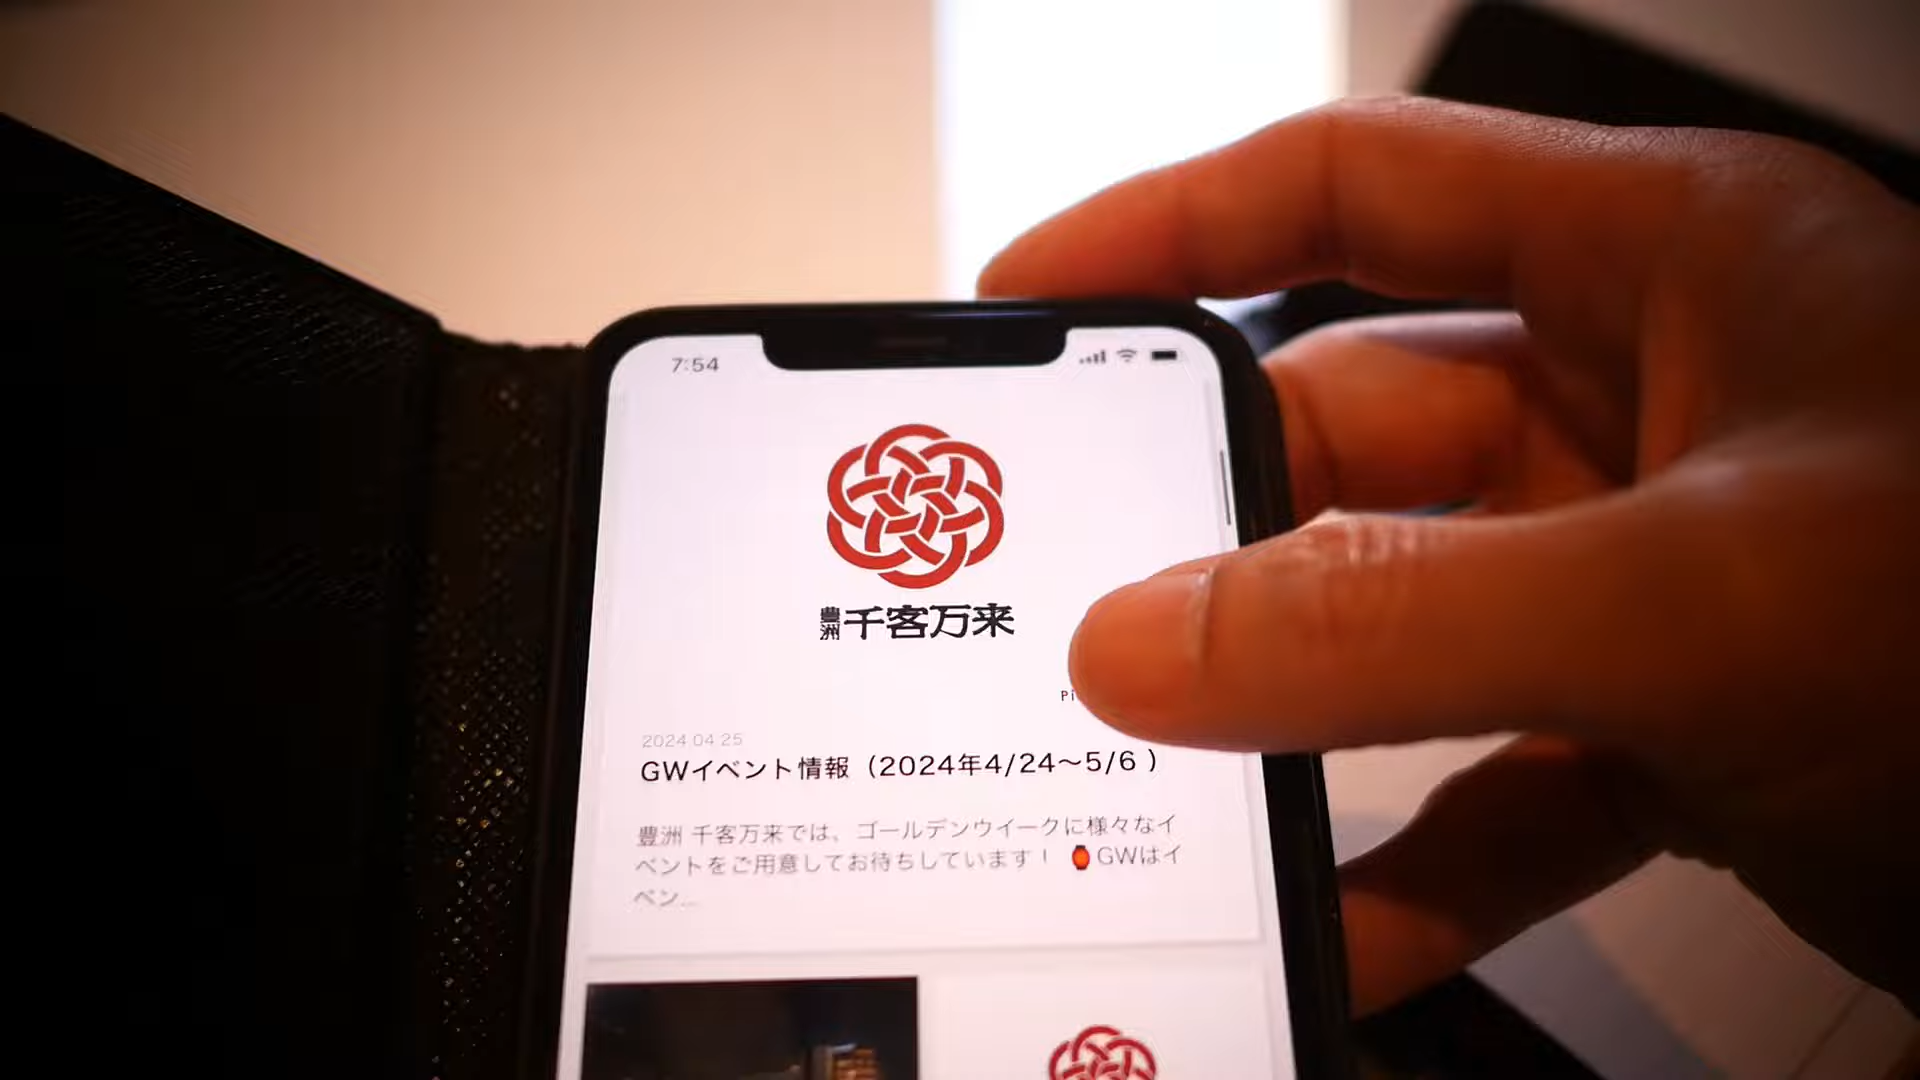 7:54
豊洲 千客万来
2024 04 25
GWイベント情報（2024年4/24〜5/6 ）
豊洲 千客万来では、ゴールデンウイークに様々なイ
ベントをご用意してお待ちしています！ 🏮GWはイ
ベン...